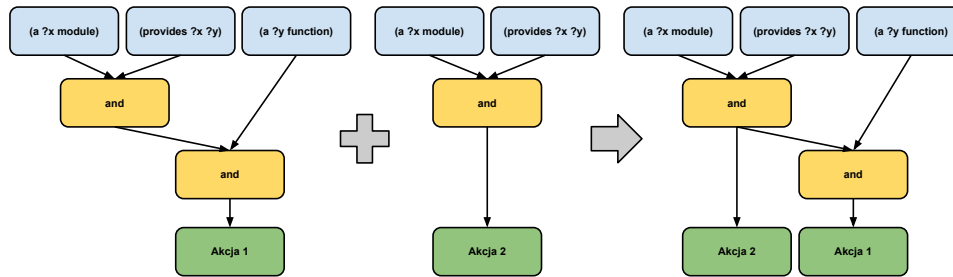 (a ?x module) (provides ?x ?y) (a ?y function) (a ?x module) (provides ?x ?y) (a ?x module) (provides ?x ?y) (a ?y function)
and and and
and and
Akcja 1 Akcja 2 Akcja 2 Akcja 1